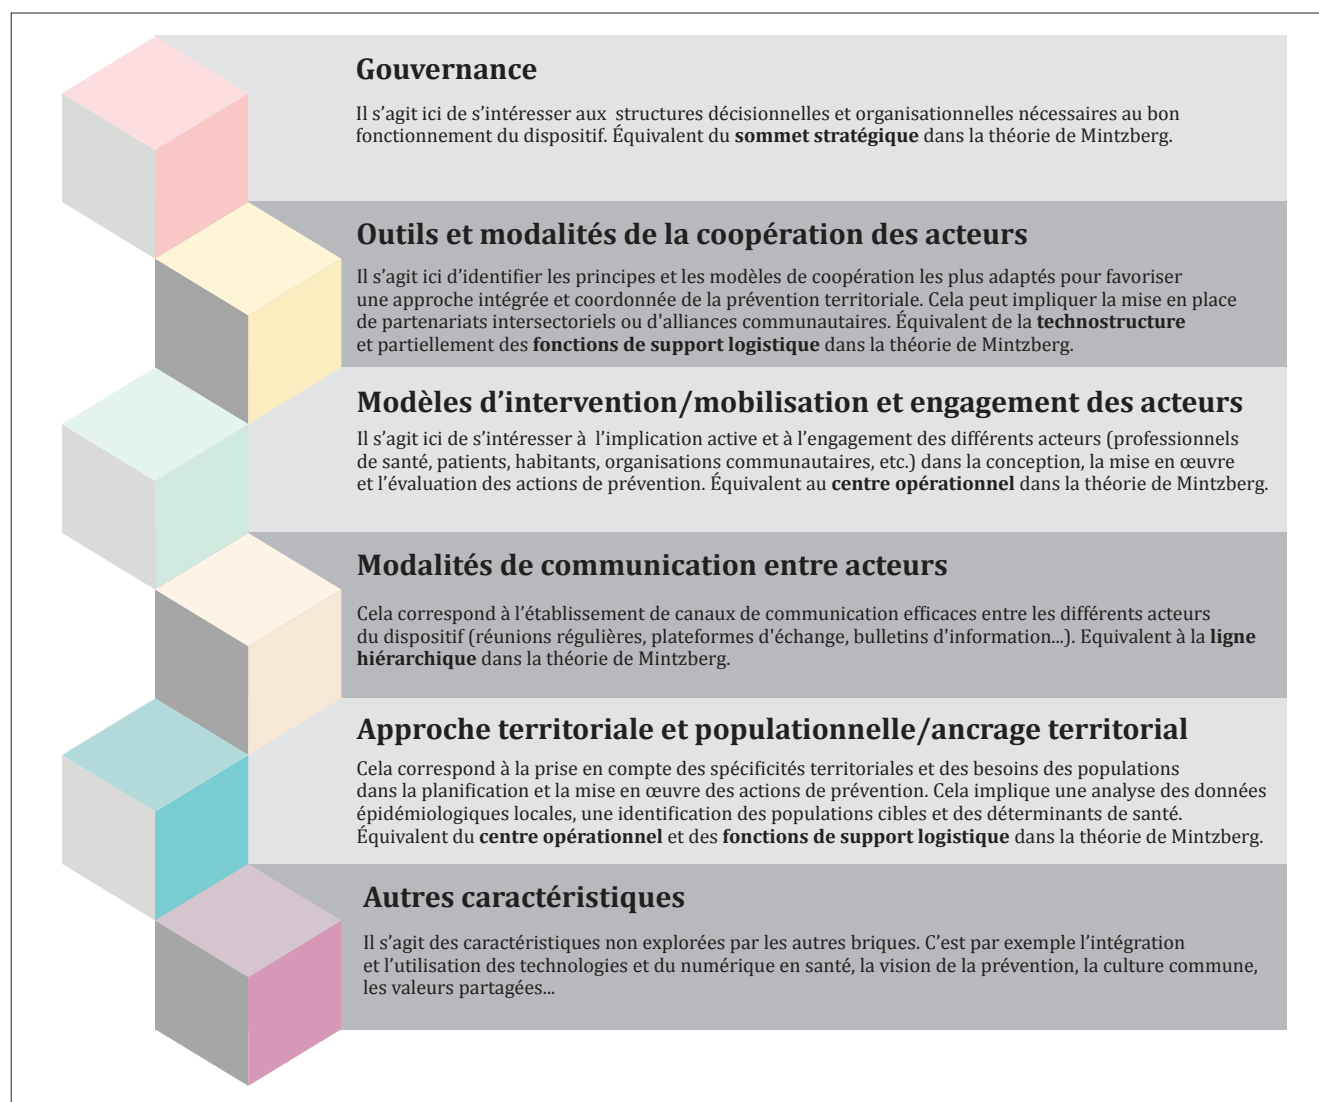 Gouvernance
Il s’agit ici de s’intéresser aux structures décisionnelles et organisationnelles nécessaires au bon
fonctionnement du dispositif. Équivalent du sommet stratégique dans la théorie de Mintzberg.
Outils et modalités de la coopération des acteurs
Il s’agit ici d’identifier les principes et les modèles de coopération les plus adaptés pour favoriser
une approche intégrée et coordonnée de la prévention territoriale. Cela peut impliquer la mise en place
de partenariats intersectoriels ou d'alliances communautaires. Équivalent de la technostructure
et partiellement des fonctions de support logistique dans la théorie de Mintzberg.
Modèles d’intervention/mobilisation et engagement des acteurs
Il s’agit ici de s’intéresser à l’implication active et à l’engagement des différents acteurs (professionnels
de santé, patients, habitants, organisations communautaires, etc.) dans la conception, la mise en œuvre
et l’évaluation des actions de prévention. Équivalent au centre opérationnel dans la théorie de Mintzberg.
Modalités de communication entre acteurs
Cela correspond à l’établissement de canaux de communication efficaces entre les différents acteurs
du dispositif (réunions régulières, plateformes d'échange, bulletins d'information...). Equivalent à la ligne
hiérarchique dans la théorie de Mintzberg.
Approche territoriale et populationnelle/ancrage territorial
Cela correspond à la prise en compte des spécificités territoriales et des besoins des populations
dans la planification et la mise en œuvre des actions de prévention. Cela implique une analyse des données
épidémiologiques locales, une identification des populations cibles et des déterminants de santé.
Équivalent du centre opérationnel et des fonctions de support logistique dans la théorie de Mintzberg.
Autres caractéristiques
Il s’agit des caractéristiques non explorées par les autres briques. C’est par exemple l’intégration
et l’utilisation des technologies et du numérique en santé, la vision de la prévention, la culture commune,
les valeurs partagées...